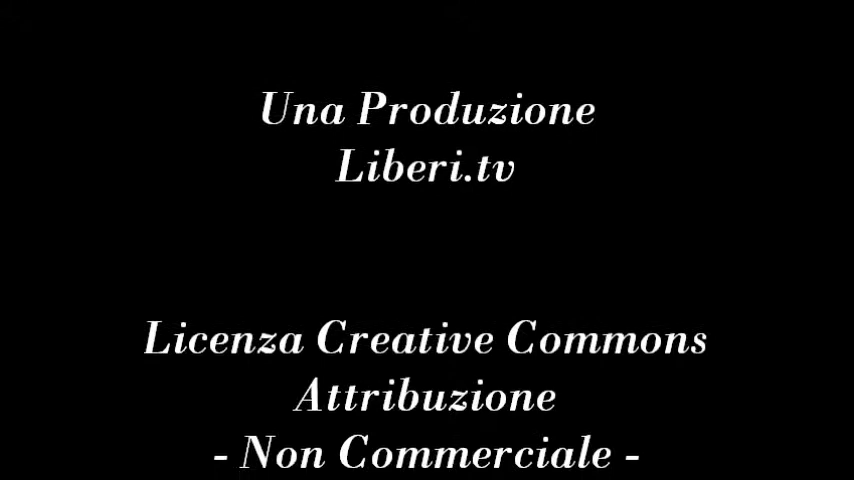 Una Produzione
Liberi.tv
Licenza Creative Commons
Attribuzione
- Non Commerciale -